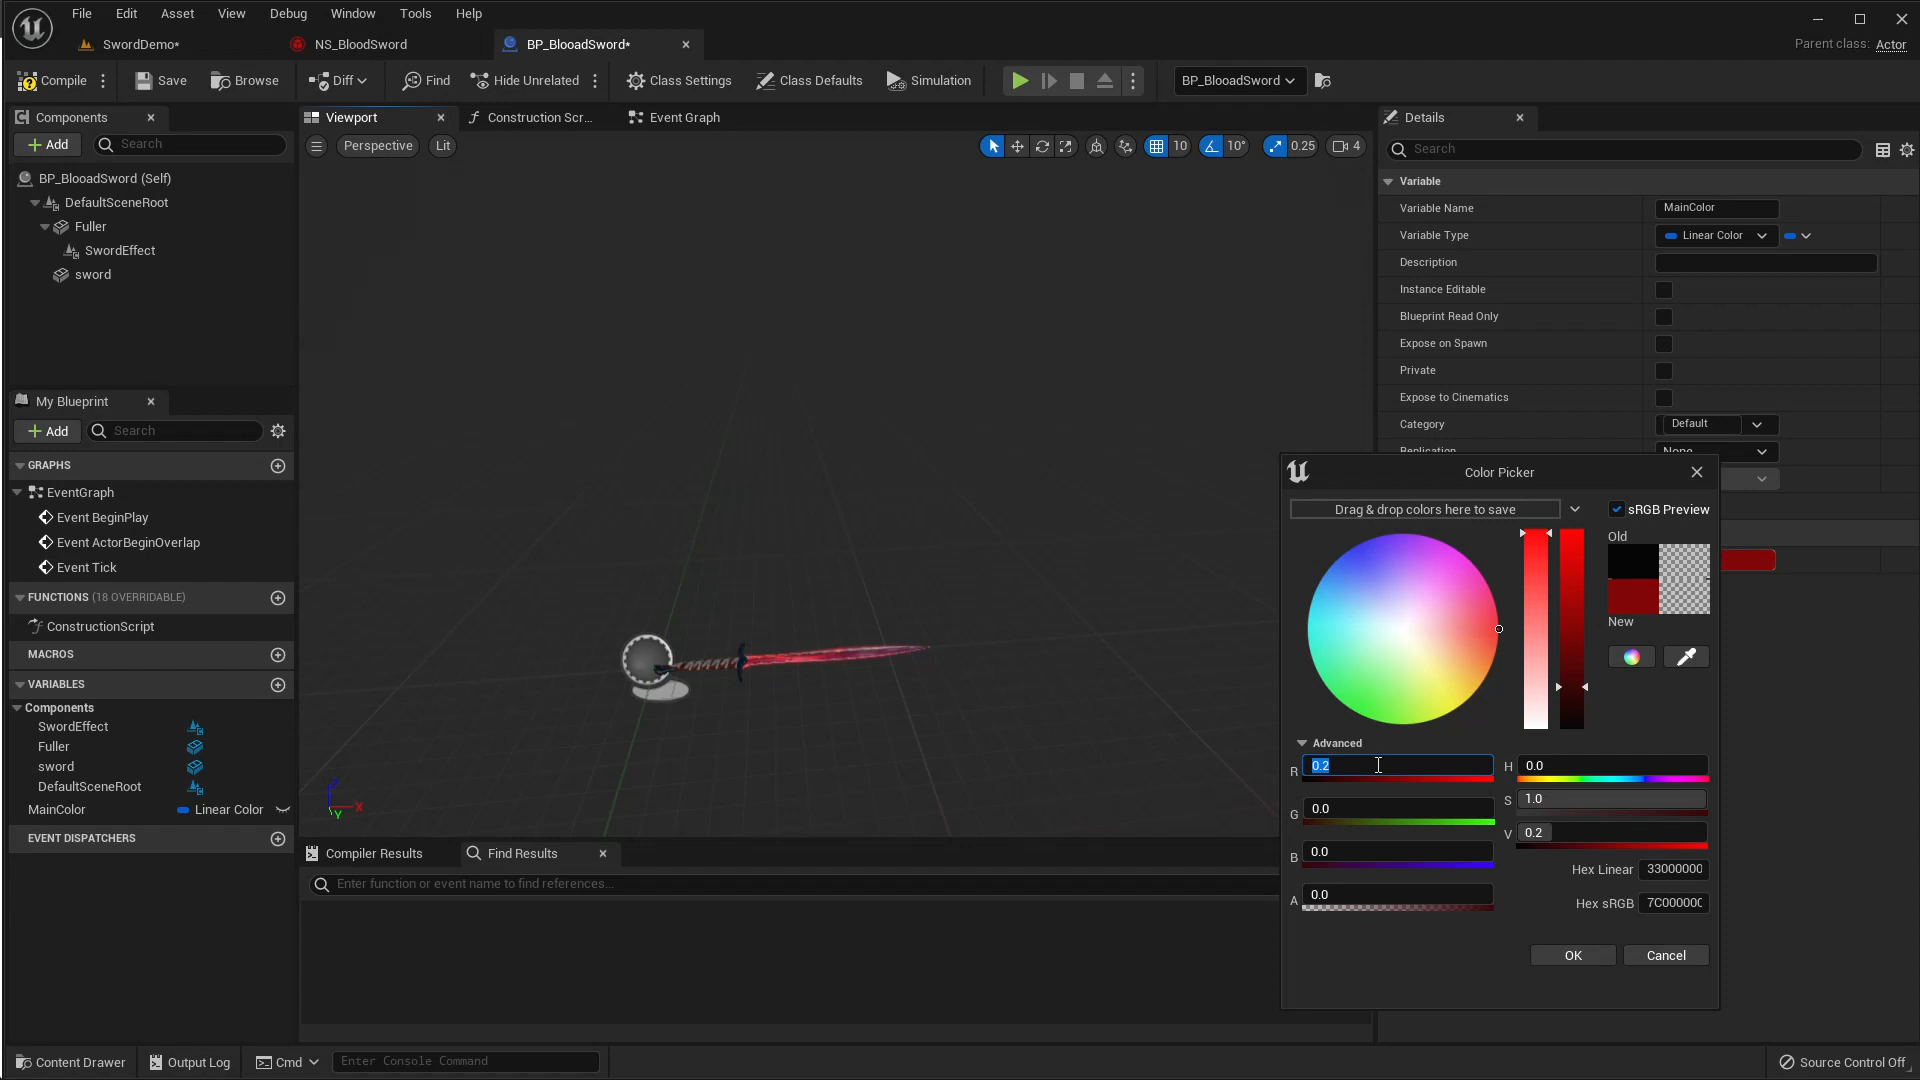 File Edit Asset View Debug Window Tools Help
SwordDemo* NS_BloodSword BP_BlooadSword*
Parent class: Actor
Compile Save Browse Diff Find Hide Unrelated Class Settings Class Defaults Simulation BP_BlooadSword
Components
Add Search
BP_BlooadSword (Self)
DefaultSceneRoot
Fuller
SwordEffect
sword
My Blueprint
Add Search
GRAPHS
EventGraph
Event BeginPlay
Event ActorBeginOverlap
Event Tick
FUNCTIONS (18 OVERRIDABLE)
ConstructionScript
MACROS
VARIABLES
Components
SwordEffect
Fuller
sword
DefaultSceneRoot
MainColor Linear Color
EVENT DISPATCHERS
Viewport Construction Scr... Event Graph
Perspective Lit 10 10° 0.25 4
Z
X
Y
Compiler Results Find Results
Enter function or event name to find references...
Details
Search
Variable
Variable Name MainColor
Variable Type Linear Color
Description
Instance Editable
Blueprint Read Only
Expose on Spawn
Private
Expose to Cinematics
Category Default
Replication None
Color Picker
Drag & drop colors here to save
sRGB Preview
Old
New
Advanced
R 0.2 H 0.0
G 0.0 S 1.0
B 0.0 V 0.2
A 0.0
Hex Linear 33000000
Hex sRGB 7C000000
OK Cancel
Content Drawer Output Log Cmd Enter Console Command Source Control Off